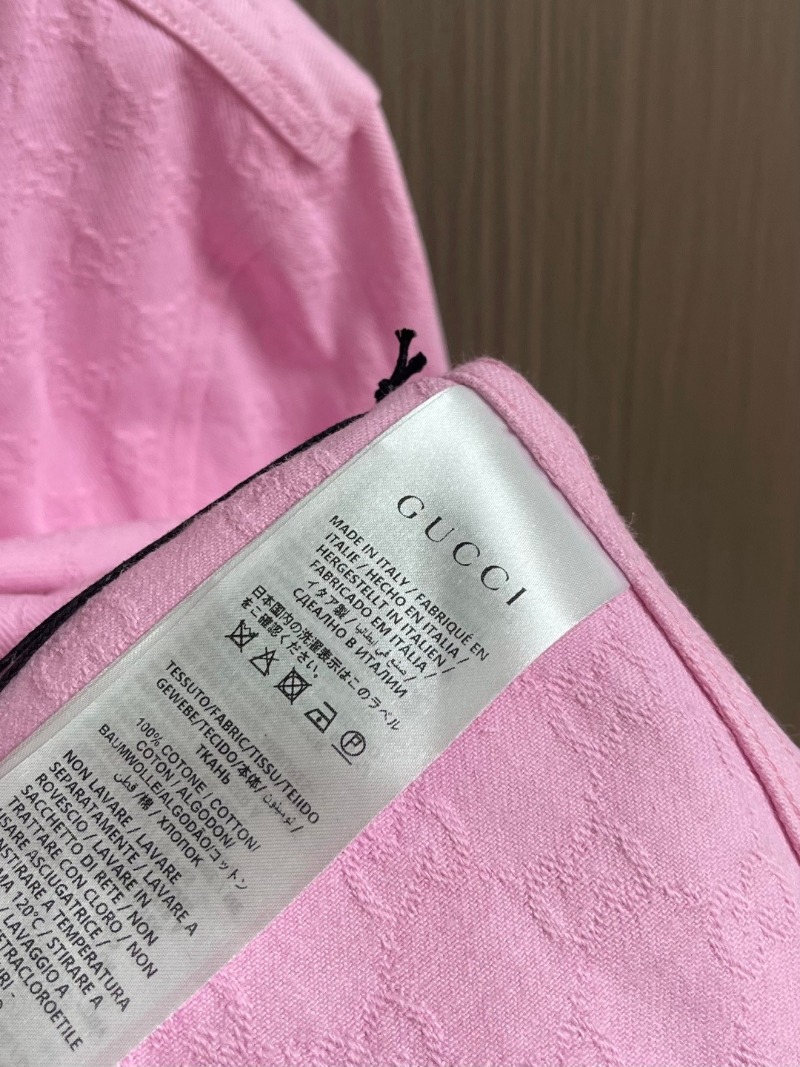 GUCCI
MADE IN ITALY / FABRIQUÉ EN
ITALIE / HECHO EN ITALIA /
HERGESTELLT IN ITALIEN
FABRICADO EM ITALIA /
イタリア製 / صنع في إيطاليا /
СДЕЛАНО В ИТАЛИИ
日本国内の洗濯表示はこのラベル
をご確認ください。
P
TESSUTO/FABRIC/TISSU/TEJIDO
GEWEBE/TECIDO/本体/
ТКАНЬ
100% COTONE / COTTON/
COTON/ ALGODON/
BAUMWOLLE/ALGODÃO/コットン
/ 棉 / قطن / ХЛОПОК
NON LAVARE / LAVARE
SEPARATAMENTE / LAVARE A
ROVESCIO / LAVARE IN
SACCHETTO DI RETE / NON
TRATTARE CON CLORO / NON
USARE ASCIUGATRICE /
STIRARE A TEMPERATURA
120°C / STIRARE A
/ LAVAGGIO A